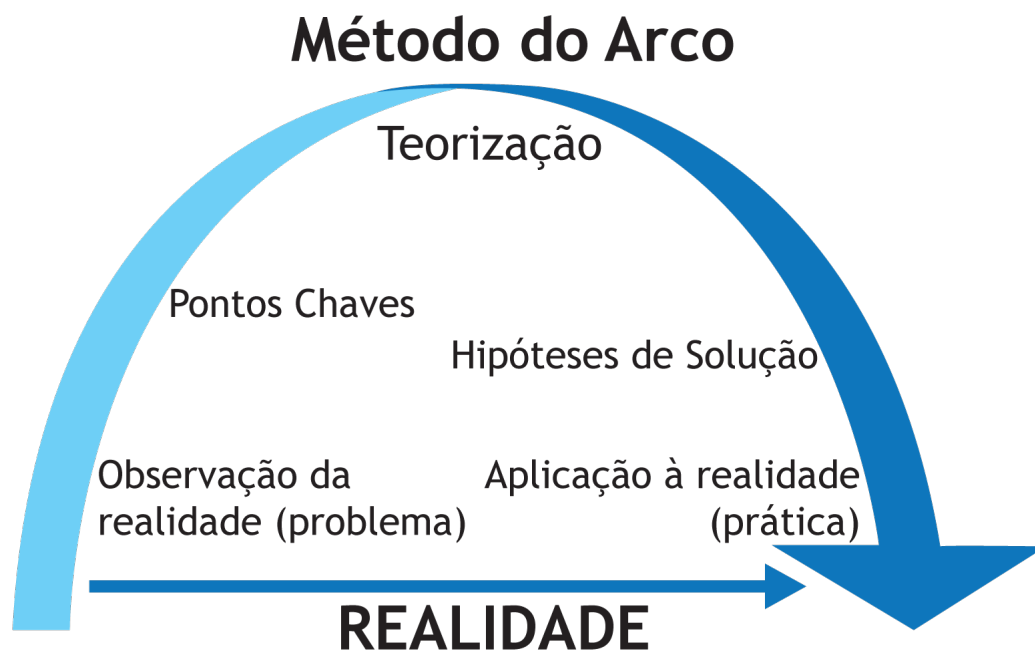 Método do Arco
Teorização
Pontos Chaves
Hipóteses de Solução
Observação da
realidade (problema)
Aplicação à realidade
(prática)
REALIDADE